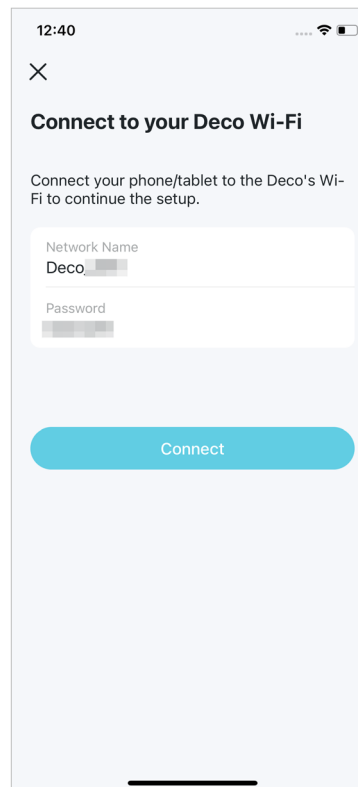 12:40
Connect to your Deco Wi-Fi
Connect your phone/tablet to the Deco's Wi-
Fi to continue the setup.
Network Name
Deco
Password
Connect